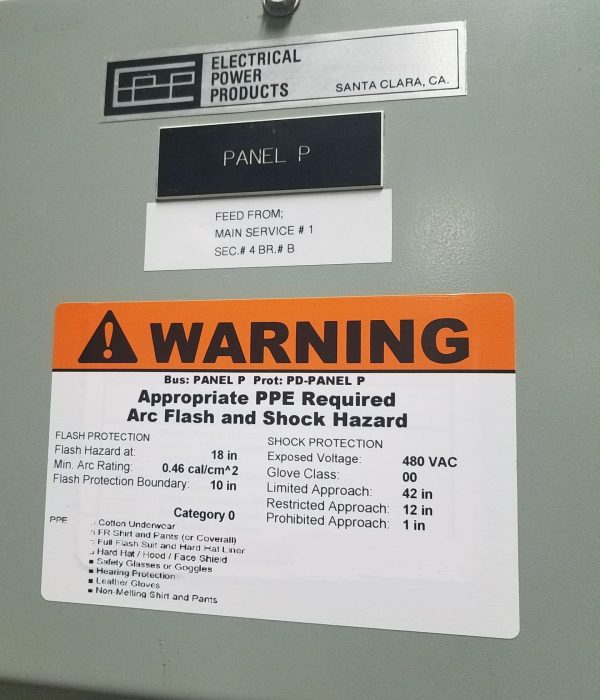 EPP
ELECTRICAL
POWER
PRODUCTS
SANTA CLARA, CA.
PANEL P
FEED FROM;
MAIN SERVICE # 1
SEC.# 4 BR.# B
WARNING
Bus: PANEL P Prot: PD-PANEL P
Appropriate PPE Required
Arc Flash and Shock Hazard
FLASH PROTECTION
Flash Hazard at: 18 in
Min. Arc Rating: 0.46 cal/cm^2
Flash Protection Boundary: 10 in
SHOCK PROTECTION
Exposed Voltage: 480 VAC
Glove Class: 00
Limited Approach: 42 in
Restricted Approach: 12 in
Prohibited Approach: 1 in
Category 0
PPE
Cotton Underwear
FR Shirt and Pants (or Coverall)
Full Flash Suit and Hard Hat Liner
Hard Hat / Hood / Face Shield
Safety Glasses or Goggles
Hearing Protection
Leather Gloves
Non-Melting Shirt and Pants